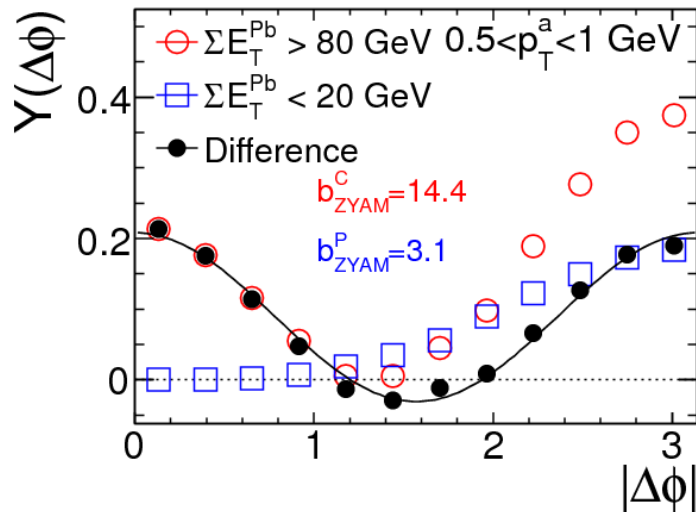 ΣE_T^Pb > 80 GeV 0.5<p_T^a<1 GeV
ΣE_T^Pb < 20 GeV
Difference
b_ZYAM^C=14.4
b_ZYAM^P=3.1
Y(Δϕ)
0.4
0.2
0
0 1 2 3
|Δϕ|